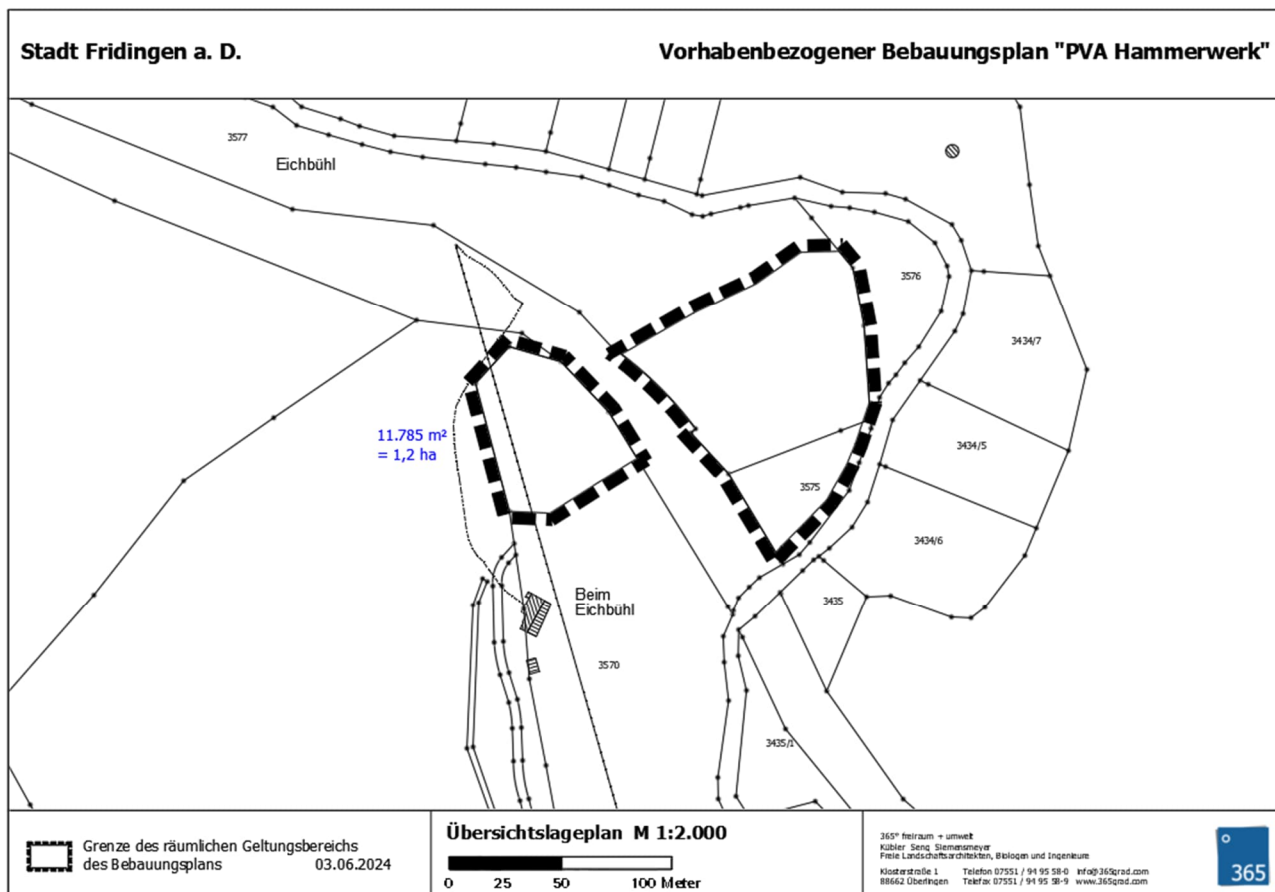 Stadt Fridingen a. D.
Vorhabenbezogener Bebauungsplan "PVA Hammerwerk"
3577
Eichbühl
3576
3434/7
11.785 m²
= 1,2 ha
3434/5
3575
3434/6
Beim
Eichbühl
3435
3570
3435/1
Grenze des räumlichen Geltungsbereichs
des Bebauungsplans 03.06.2024
Übersichtslageplan M 1:2.000
0 25 50 100 Meter
365° freiraum + umwelt
Kübler Seng Siemensmeyer
Freie Landschaftsarchitekten, Biologen und Ingenieure
Klosterstraße 1 Telefon 07551 / 94 95 58-0 info@365grad.com
88662 Überlingen Telefax 07551 / 94 95 58-9 www.365grad.com
365